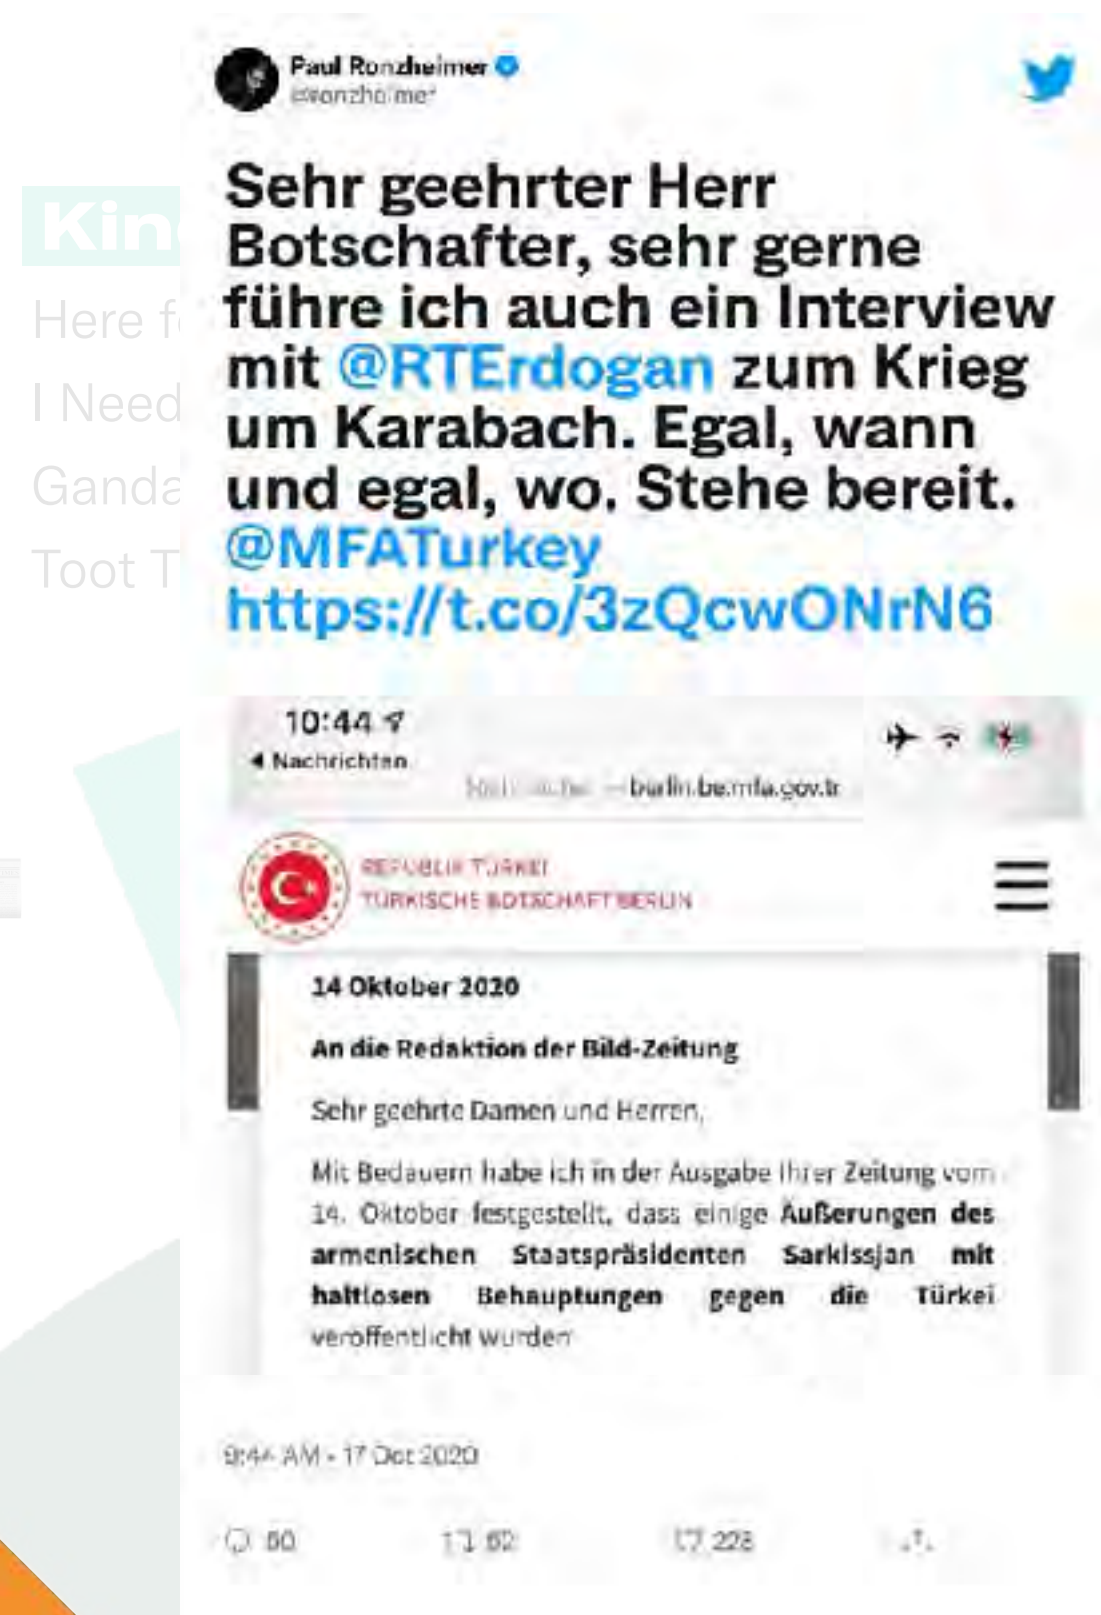 Paul Ronzheimer
@ronzheimer
Sehr geehrter Herr
Botschafter, sehr gerne
führe ich auch ein Interview
mit @RTErdogan zum Krieg
um Karabach. Egal, wann
und egal, wo. Stehe bereit.
@MFATurkey
https://t.co/3zQcwONrN6
Kin
Here f
I Need
Ganda
Toot T
10:44
Nachrichten
berlin.be.mfa.gov.tr
REPUBLIK TÜRKEI
TÜRKISCHE BOTSCHAFT BERLIN
14 Oktober 2020
An die Redaktion der Bild-Zeitung
Sehr geehrte Damen und Herren,
Mit Bedauern habe ich in der Ausgabe Ihrer Zeitung vom
14. Oktober festgestellt, dass einige Äußerungen des
armenischen Staatspräsidenten Sarkissjan mit
haltlosen Behauptungen gegen die Türkei
veröffentlicht wurden
9:44 AM - 17 Oct 2020
60 62 228